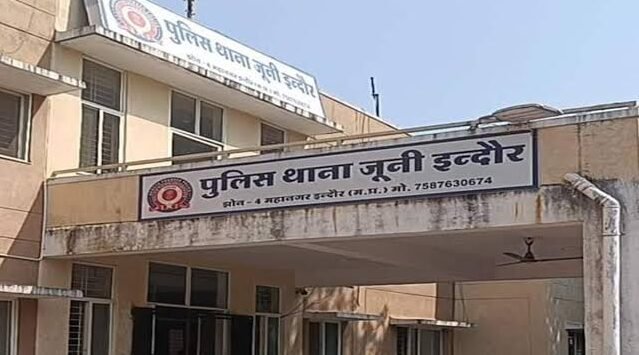 पुलिस थाना जूनी इन्दौर
पुलिस थाना जूनी इन्दौर
झोन - 4 महानगर इन्दौर (म.प्र.) मो. 7587630674